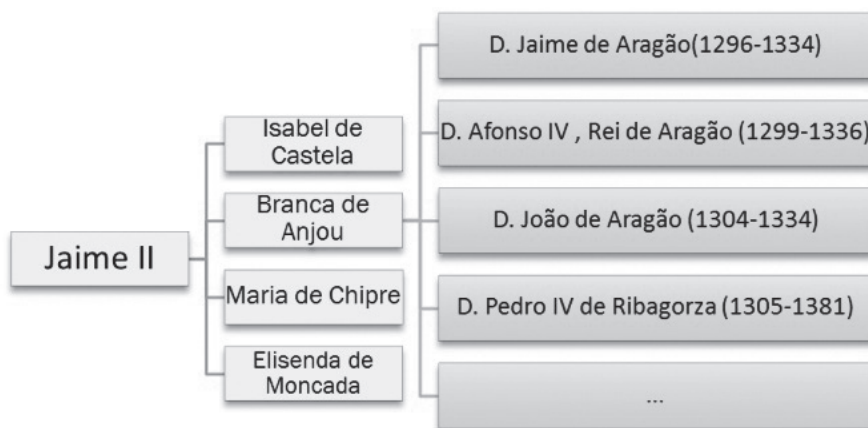 Jaime II
Isabel de
Castela
Branca de
Anjou
Maria de Chipre
Elisenda de
Moncada
D. Jaime de Aragão(1296-1334)
D. Afonso IV , Rei de Aragão (1299-1336)
D. João de Aragão (1304-1334)
D. Pedro IV de Ribagorza (1305-1381)
...